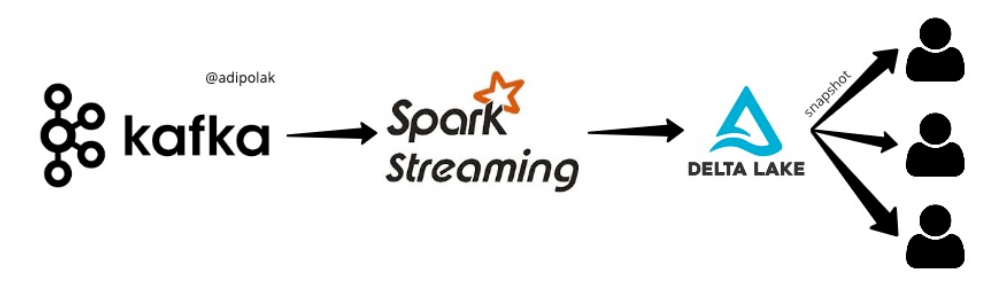 @adipolak
kafka
Spark
Streaming
DELTA LAKE
snapshot